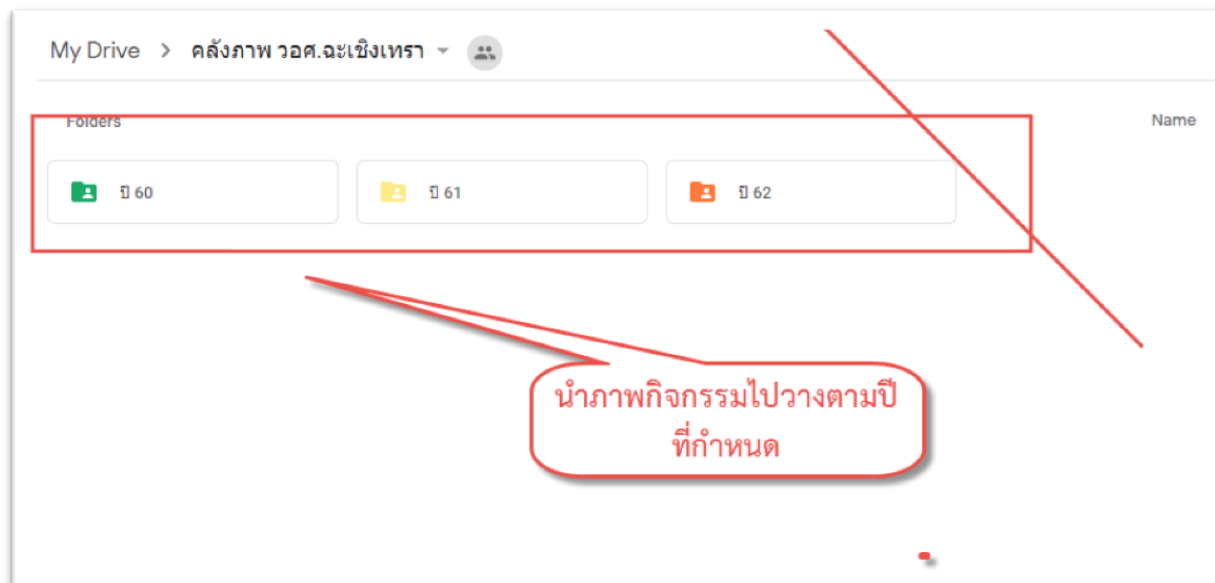 My Drive > คลังภาพ วอศ.ฉะเชิงเทรา
Folders
Name
ปี 60
ปี 61
ปี 62
นำภาพกิจกรรมไปวางตามปี
ที่กำหนด